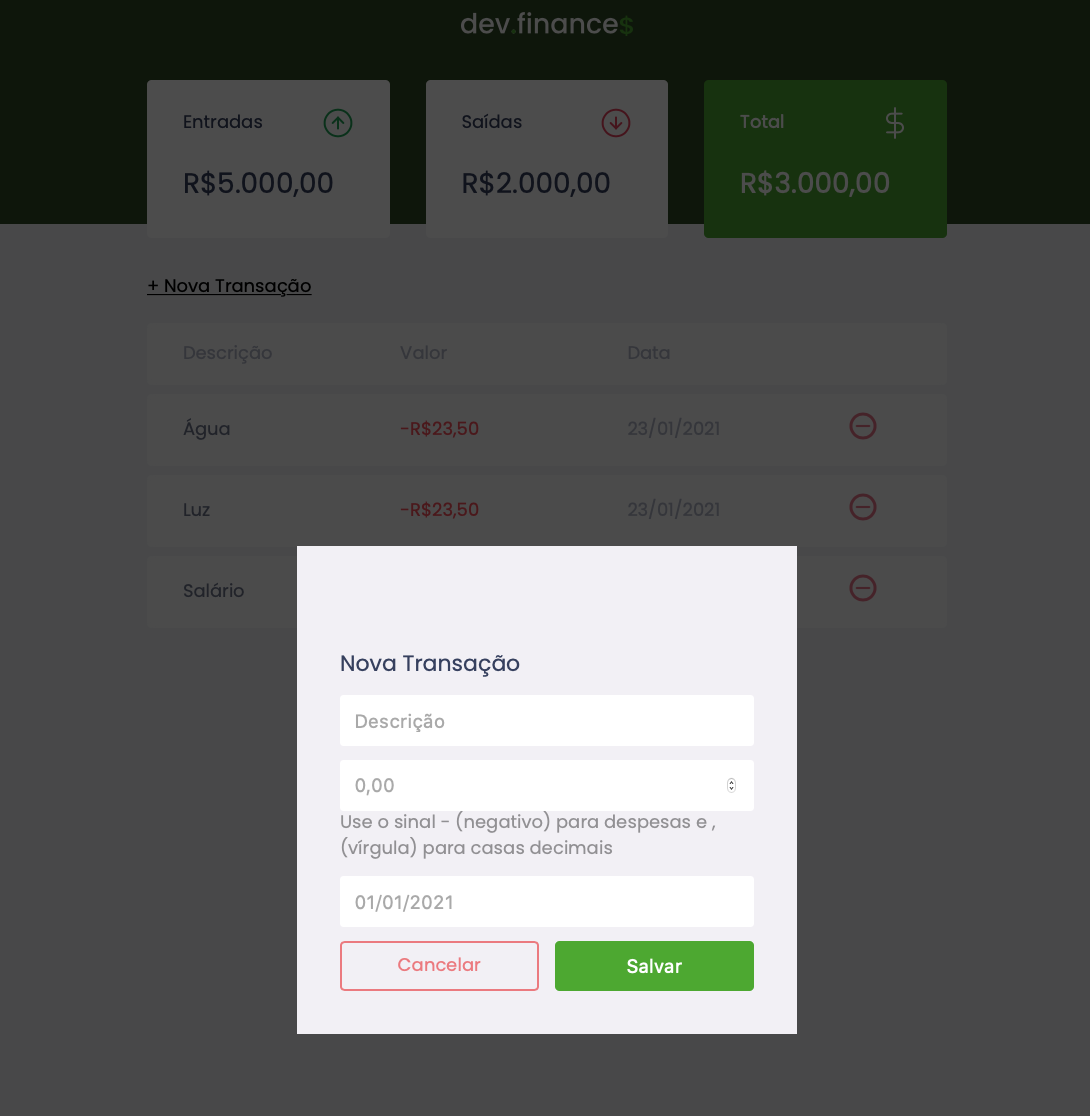 dev.finance$
Entradas
Saídas
Total
R$5.000,00
R$2.000,00
R$3.000,00
+ Nova Transação
Descrição Valor Data
Água -R$23,50 23/01/2021
Luz -R$23,50 23/01/2021
Salário
Nova Transação
Descrição
0,00
Use o sinal - (negativo) para despesas e ,
(vírgula) para casas decimais
01/01/2021
Cancelar Salvar